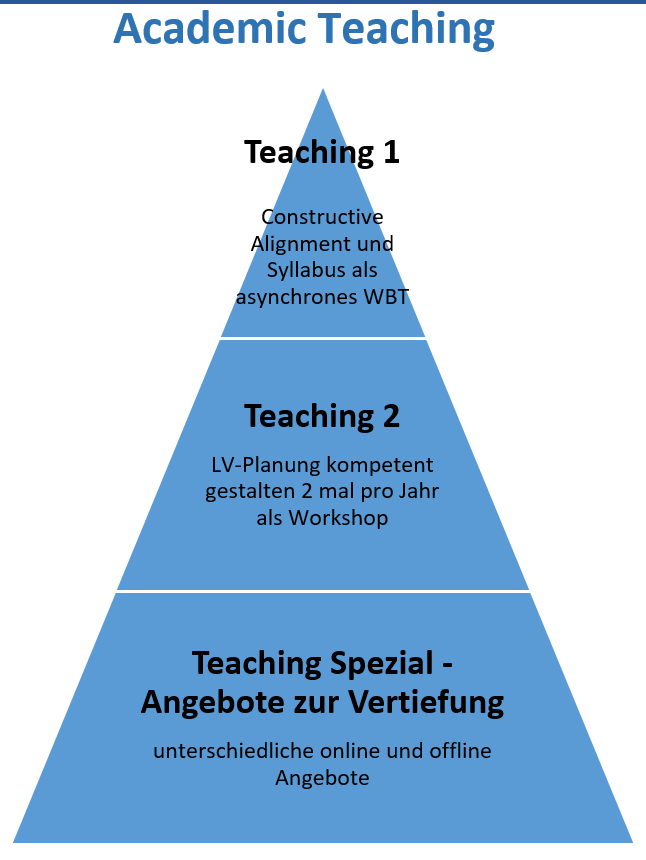 Academic Teaching
Teaching 1
Constructive
Alignment und
Syllabus als
asynchrones WBT
Teaching 2
LV-Planung kompetent
gestalten 2 mal pro Jahr
als Workshop
Teaching Spezial -
Angebote zur Vertiefung
unterschiedliche online und offline
Angebote